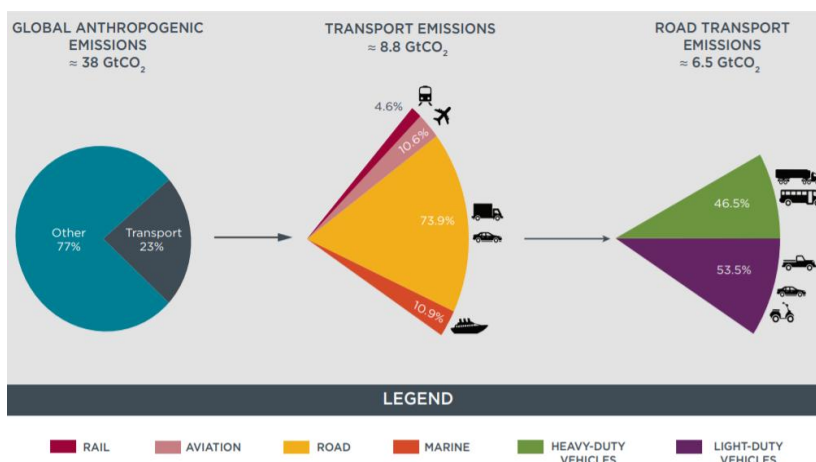 GLOBAL ANTHROPOGENIC
EMISSIONS
≈ 38 GtCO₂
TRANSPORT EMISSIONS
≈ 8.8 GtCO₂
ROAD TRANSPORT
EMISSIONS
≈ 6.5 GtCO₂
Other
77%
Transport
23%
4.6%
10.6%
73.9%
10.9%
46.5%
53.5%
LEGEND
RAIL
AVIATION
ROAD
MARINE
HEAVY-DUTY
VEHICLES
LIGHT-DUTY
VEHICLES